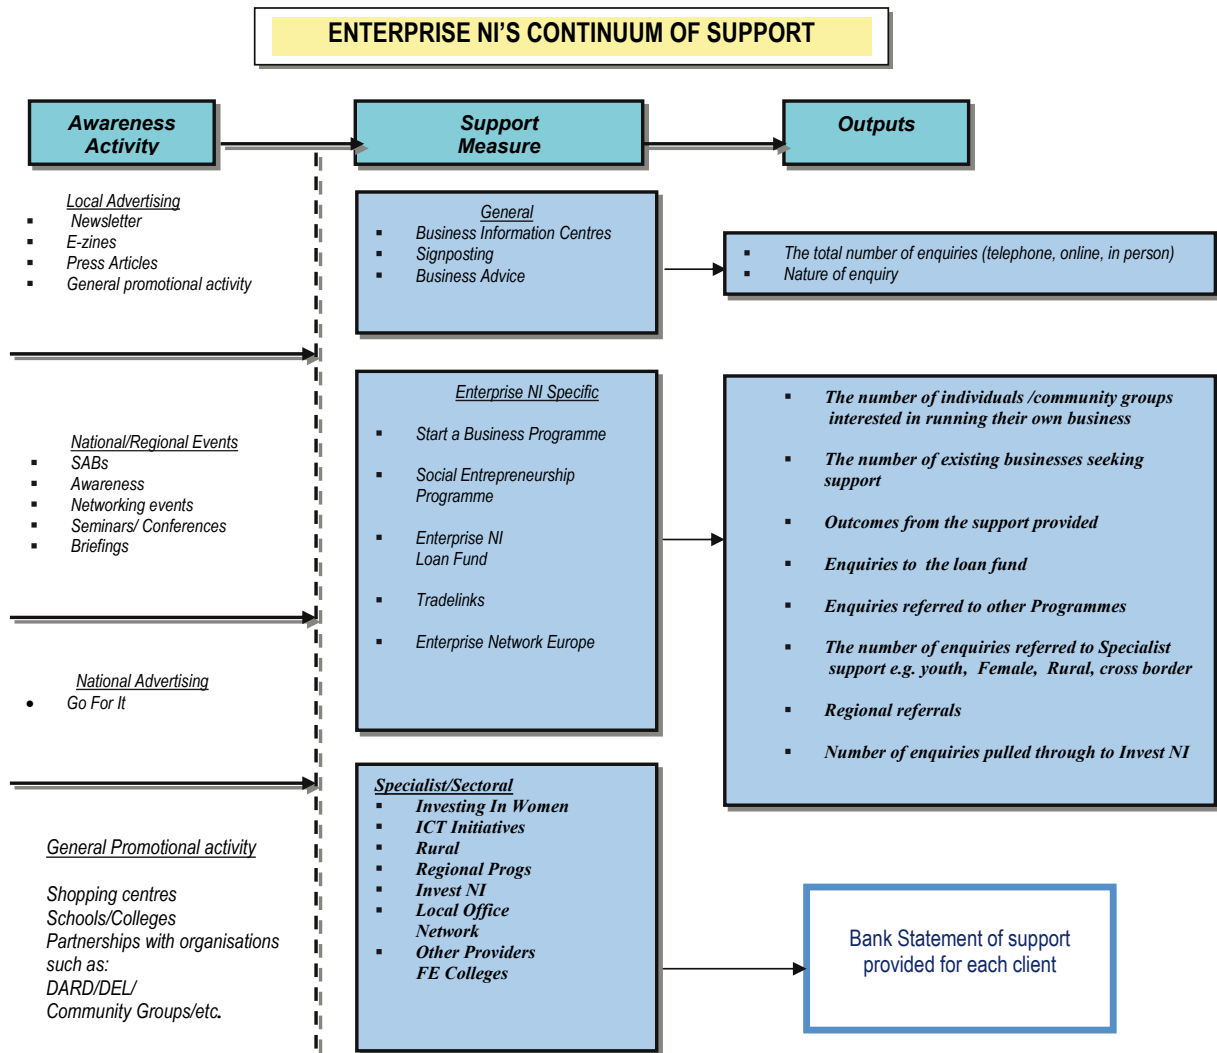 ENTERPRISE NI'S CONTINUUM OF SUPPORT
Awareness
Activity
Support
Measure
Outputs
Local Advertising
▪ Newsletter
▪ E-zines
▪ Press Articles
▪ General promotional activity
National/Regional Events
▪ SABs
▪ Awareness
▪ Networking events
▪ Seminars/ Conferences
▪ Briefings
National Advertising
• Go For It
General Promotional activity
Shopping centres
Schools/Colleges
Partnerships with organisations
such as:
DARD/DEL/
Community Groups/etc.
General
▪ Business Information Centres
▪ Signposting
▪ Business Advice
Enterprise NI Specific
▪ Start a Business Programme
▪ Social Entrepreneurship
Programme
▪ Enterprise NI
Loan Fund
▪ Tradelinks
▪ Enterprise Network Europe
Specialist/Sectoral
▪ Investing In Women
▪ ICT Initiatives
▪ Rural
▪ Regional Progs
▪ Invest NI
▪ Local Office
Network
▪ Other Providers
FE Colleges
▪ The total number of enquiries (telephone, online, in person)
▪ Nature of enquiry
▪ The number of individuals /community groups
interested in running their own business
▪ The number of existing businesses seeking
support
▪ Outcomes from the support provided
▪ Enquiries to the loan fund
▪ Enquiries referred to other Programmes
▪ The number of enquiries referred to Specialist
support e.g. youth, Female, Rural, cross border
▪ Regional referrals
▪ Number of enquiries pulled through to Invest NI
Bank Statement of support
provided for each client